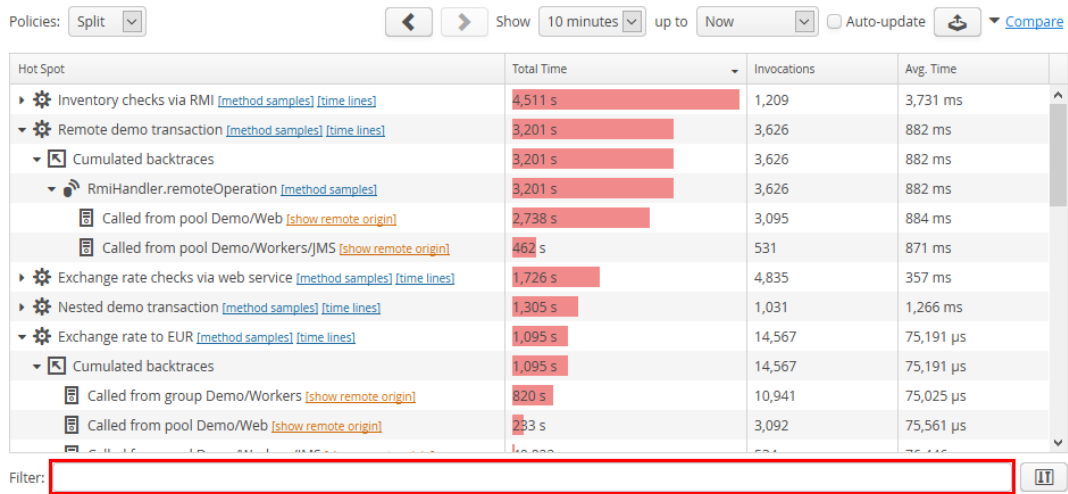 Policies: Split Show 10 minutes up to Now Auto-update Compare
Hot Spot Total Time Invocations Avg. Time
Inventory checks via RMI [method samples] [time lines] 4,511 s 1,209 3,731 ms
Remote demo transaction [method samples] [time lines] 3,201 s 3,626 882 ms
Cumulated backtraces 3,201 s 3,626 882 ms
RmiHandler.remoteOperation [method samples] 3,201 s 3,626 882 ms
Called from pool Demo/Web [show remote origin] 2,738 s 3,095 884 ms
Called from pool Demo/Workers/JMS [show remote origin] 462 s 531 871 ms
Exchange rate checks via web service [method samples] [time lines] 1,726 s 4,835 357 ms
Nested demo transaction [method samples] [time lines] 1,305 s 1,031 1,266 ms
Exchange rate to EUR [method samples] [time lines] 1,095 s 14,567 75,191 µs
Cumulated backtraces 1,095 s 14,567 75,191 µs
Called from group Demo/Workers [show remote origin] 820 s 10,941 75,025 µs
Called from pool Demo/Web [show remote origin] 233 s 3,092 75,561 µs
Filter: